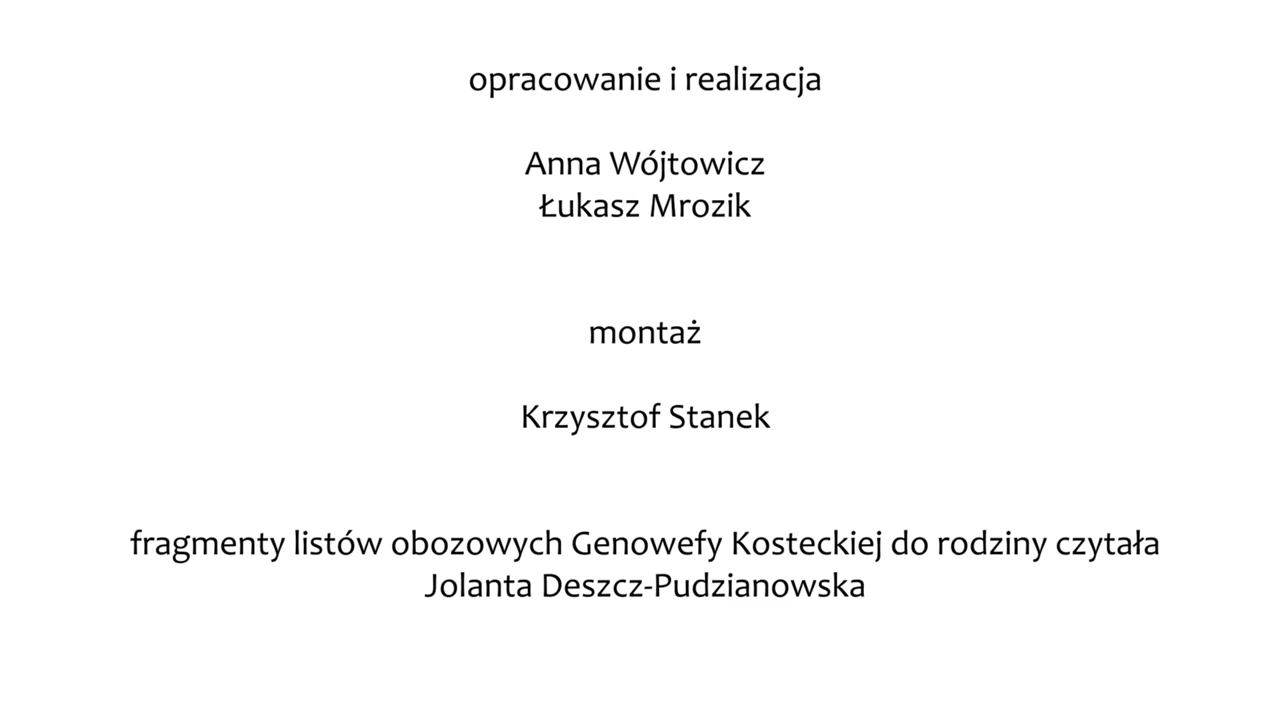 opracowanie i realizacja
Anna Wójtowicz
Łukasz Mrozik
montaż
Krzysztof Stanek
fragmenty listów obozowych Genowefy Kosteckiej do rodziny czytała
Jolanta Deszcz-Pudzianowska